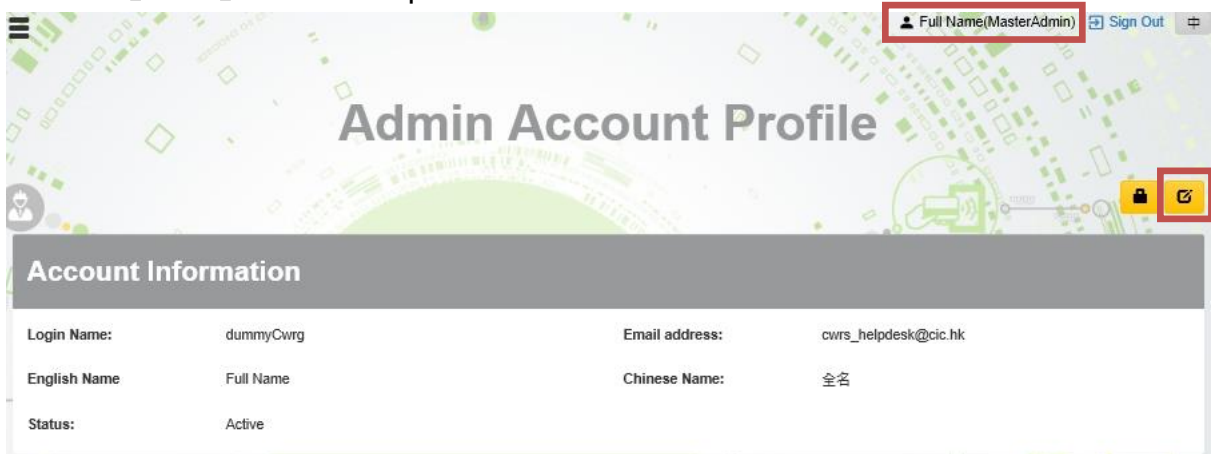 Full Name(MasterAdmin) Sign Out 中
Admin Account Profile
Account Information
Login Name: dummyCwrg Email address: cwrs_helpdesk@cic.hk
English Name Full Name Chinese Name: 全名
Status: Active